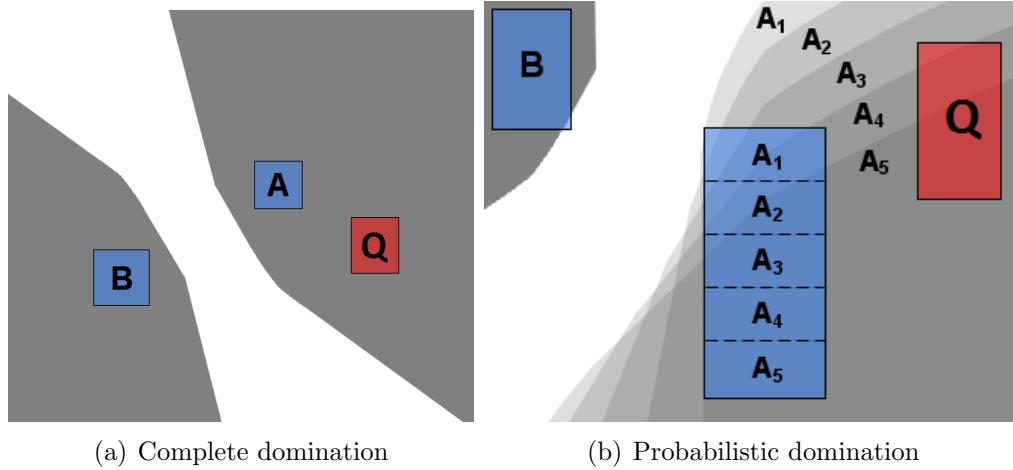 A
Q
B
B
A₁
A₂
A₃
A₄
A₅
Q
A₁
A₂
A₃
A₄
A₅
(a) Complete domination
(b) Probabilistic domination